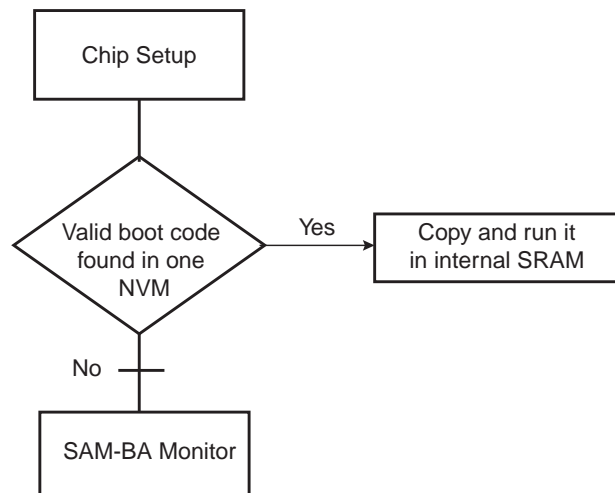 Chip Setup
Valid boot code
found in one
NVM
Yes
Copy and run it
in internal SRAM
No
SAM-BA Monitor